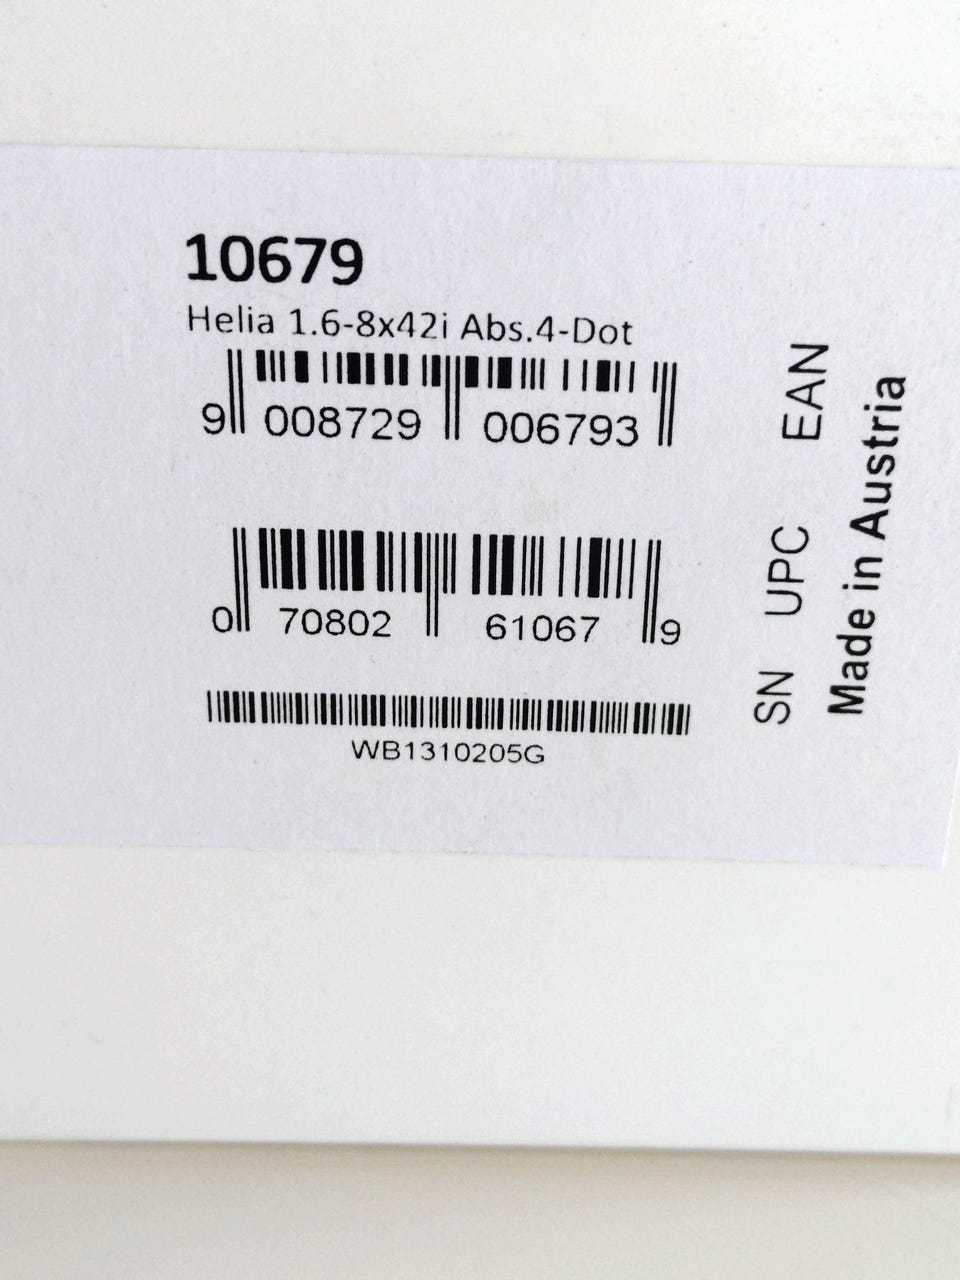 10679
Helia 1.6-8x42i Abs.4-Dot
9 008729 006793
0 70802 61067 9
WB1310205G
EAN
UPC
SN
Made in Austria